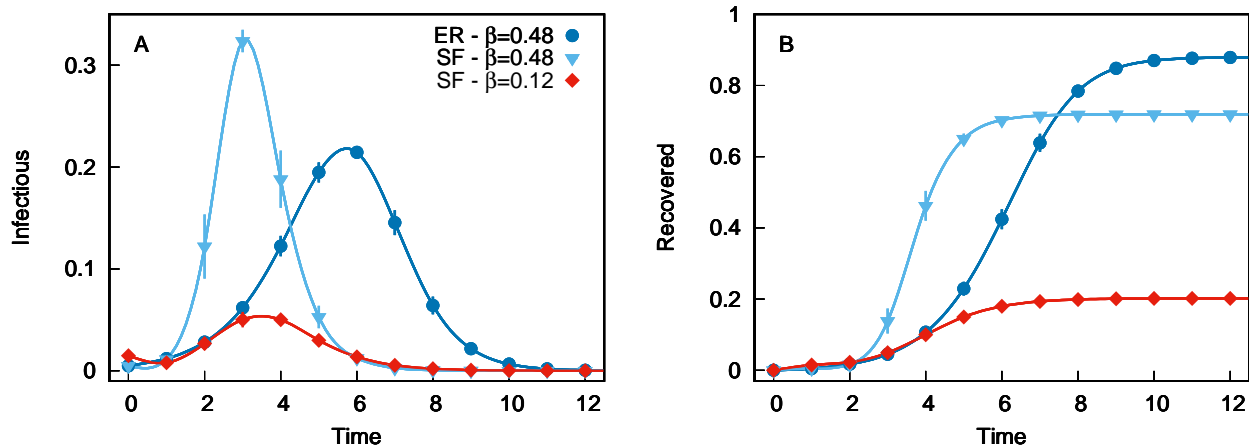 A
ER - β=0.48
SF - β=0.48
SF - β=0.12
0.3
0.2
0.1
0
Infectious
0 2 4 6 8 10 12
Time
B
1
0.8
0.6
0.4
0.2
0
Recovered
0 2 4 6 8 10 12
Time